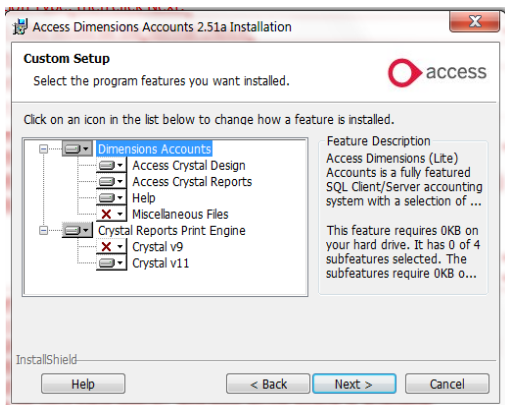 Access Dimensions Accounts 2.51a Installation
Custom Setup
Select the program features you want installed.
access
Click on an icon in the list below to change how a feature is installed.
Dimensions Accounts
Access Crystal Design
Access Crystal Reports
Help
Miscellaneous Files
Crystal Reports Print Engine
Crystal v9
Crystal v11
Feature Description
Access Dimensions (Lite)
Accounts is a fully featured
SQL Client/Server accounting
system with a selection of ...
This feature requires 0KB on
your hard drive. It has 0 of 4
subfeatures selected. The
subfeatures require 0KB o...
InstallShield
Help
< Back
Next >
Cancel